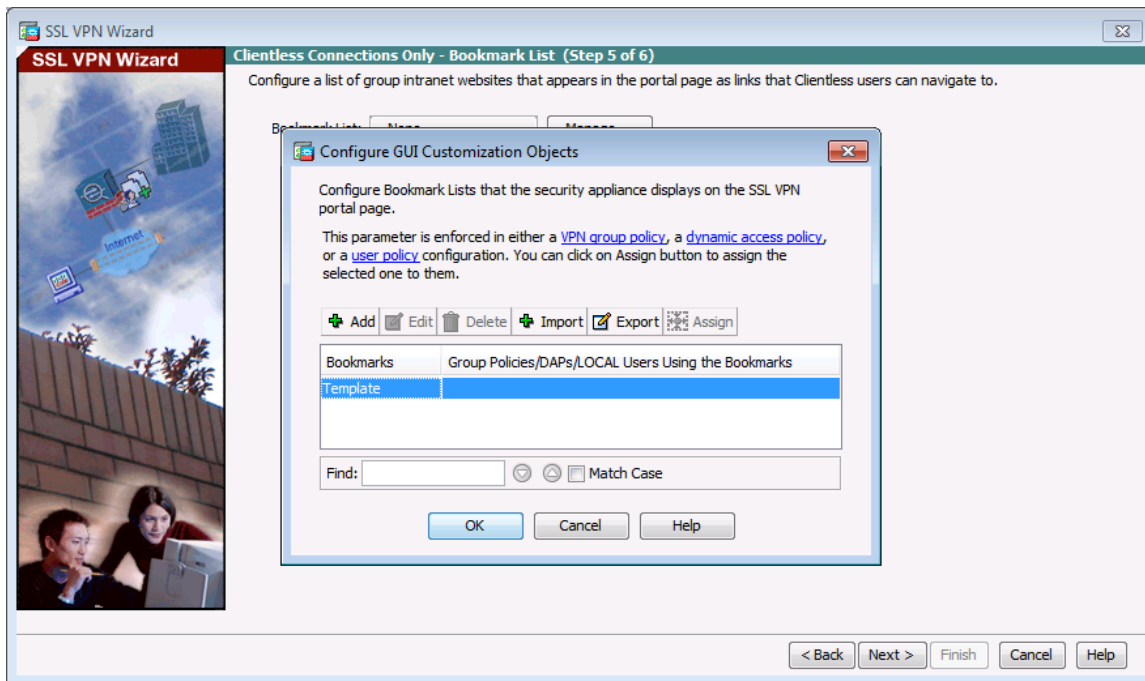 SSL VPN Wizard
SSL VPN Wizard
Clientless Connections Only - Bookmark List (Step 5 of 6)
Configure a list of group intranet websites that appears in the portal page as links that Clientless users can navigate to.
Configure GUI Customization Objects
Configure Bookmark Lists that the security appliance displays on the SSL VPN
portal page.
This parameter is enforced in either a VPN group policy, a dynamic access policy,
or a user policy configuration. You can click on Assign button to assign the
selected one to them.
Add Edit Delete Import Export Assign
Bookmarks Group Policies/DAPs/LOCAL Users Using the Bookmarks
Template
Find: Match Case
OK Cancel Help
Internet
< Back Next > Finish Cancel Help